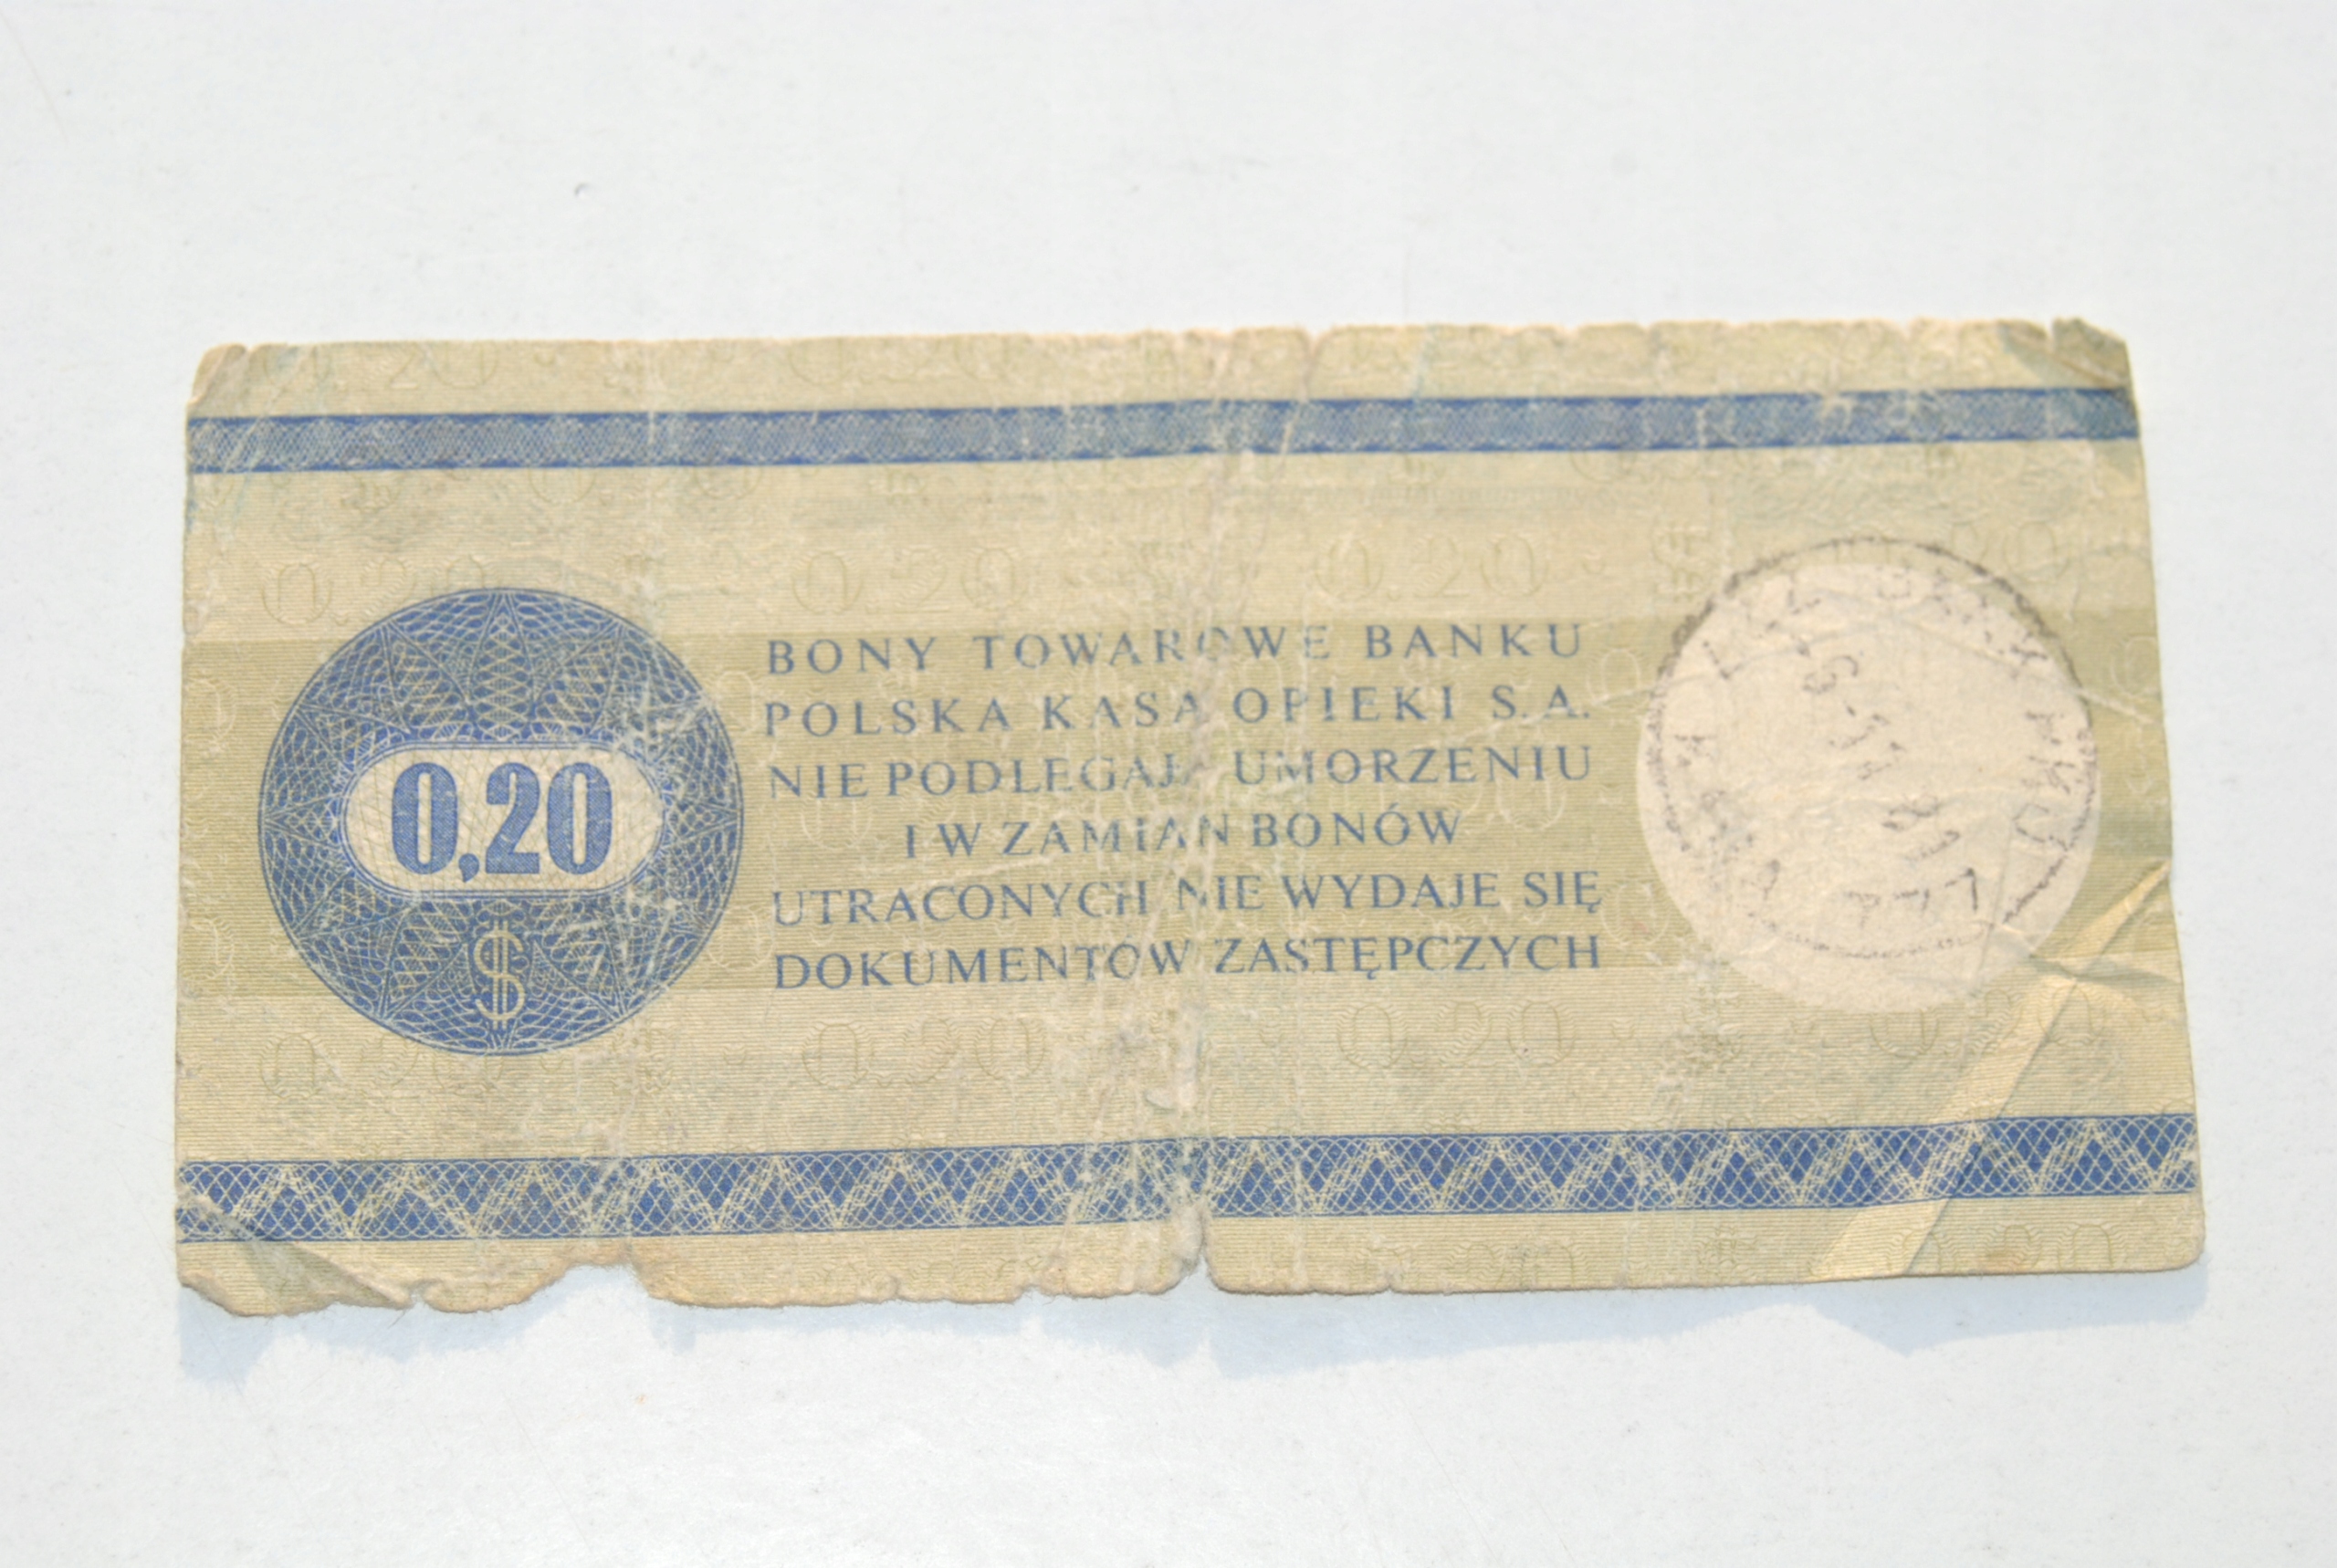 BONY TOWAROWE BANKU
POLSKA KASA OPIEKI S.A.
NIE PODLEGAJĄ UMORZENIU
I W ZAMIAN BONÓW
UTRACONYCH NIE WYDAJE SIĘ
DOKUMENTÓW ZASTĘPCZYCH
0,20
$